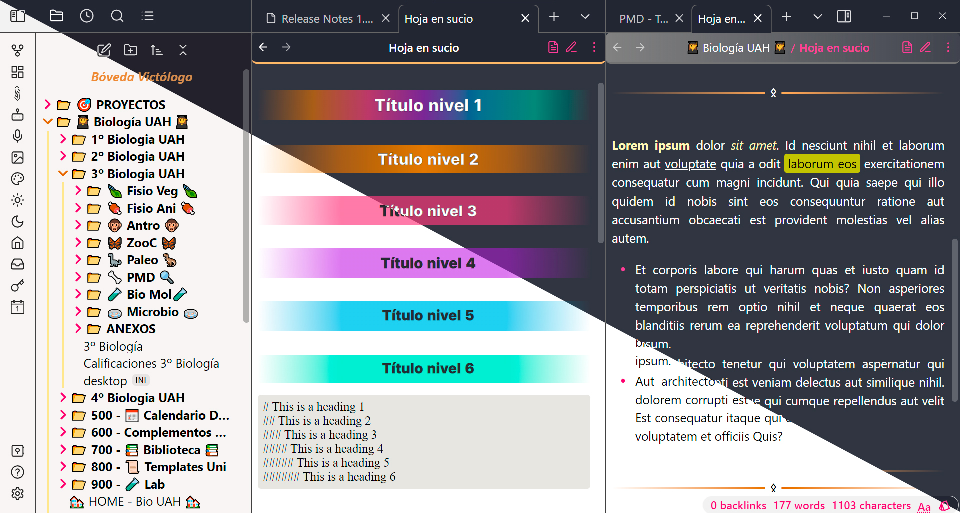 Release Notes 1....
Hoja en sucio
PMD - T...
Hoja en...
Bóveda Victólogo
PROYECTOS
Biología UAH
1º Biologia UAH
2º Biologia UAH
3º Biologia UAH
Fisio Veg
Fisio Ani
Antro
ZooC
Paleo
PMD
Bio Mol
Microbio
ANEXOS
3º Biología
Calificaciones 3º Biología
desktop INI
4º Biologia UAH
500 - Calendario D...
600 - Complementos ...
700 - Biblioteca
800 - Templates Uni
900 - Lab
HOME - Bio UAH
Hoja en sucio
Título nivel 1
Título nivel 2
Título nivel 3
Título nivel 4
Título nivel 5
Título nivel 6
// This is a heading 1
/// This is a heading 2
//// This is a heading 3
///// This is a heading 4
////// This is a heading 5
/////// This is a heading 6
Biología UAH / Hoja en sucio
Lorem ipsum dolor sit amet. Id nesciunt nihil et laborum
enim aut voluptate quia a odit laborum eos exercitationem
consequatur cum magni incidunt. Qui quia saepe qui illo
quidem id nobis sint eos consequuntur ratione aut
accusantium obcaecati est provident molestias vel alias
autem.
• Et corporis labore qui harum quas et iusto quam id
totam perspiciatis ut veritatis nobis? Non asperiores
temporibus rem optio nihil et neque quaerat eos
blanditiis rerum ea reprehenderit voluptatum qui dolor
ipsum.
tenetur qui voluptatem aspernatur qui
• Aut est veniam delectus aut similique nihil.
dolorem corrupti qui cumque repellendus aut velit
Est consequatur itaque qui
voluptatem et officiis Quis?
0 backlinks 177 words 1103 characters Aa